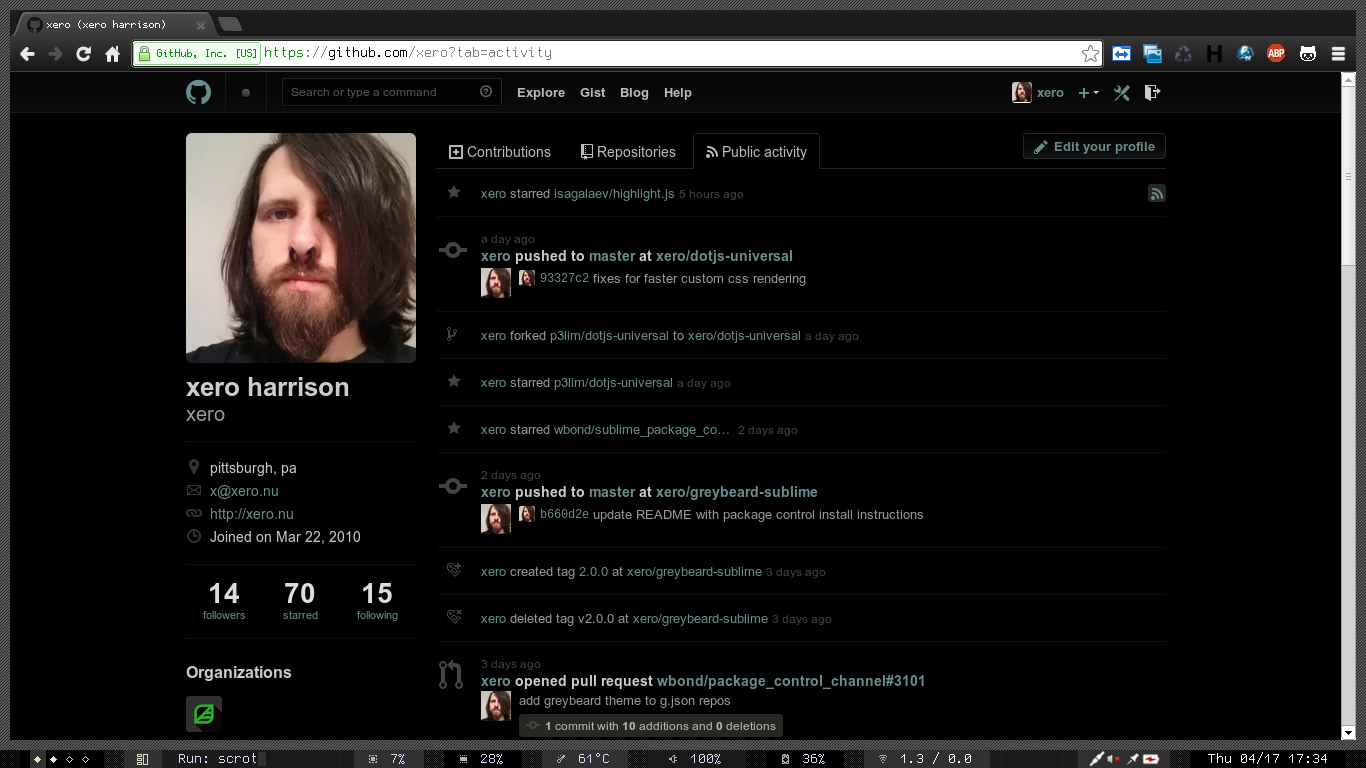 xero (xero harrison)
GitHub, Inc. [US] https://github.com/xero?tab=activity
ABP
Search or type a command
Explore Gist Blog Help
xero
Contributions Repositories Public activity
Edit your profile
xero starred isagalaev/highlight.js 5 hours ago
a day ago
xero pushed to master at xero/dotjs-universal
93327c2 fixes for faster custom css rendering
xero forked p3lim/dotjs-universal to xero/dotjs-universal a day ago
xero starred p3lim/dotjs-universal a day ago
xero starred wbond/sublime_package_co… 2 days ago
2 days ago
xero pushed to master at xero/greybeard-sublime
b660d2e update README with package control install instructions
xero created tag 2.0.0 at xero/greybeard-sublime 3 days ago
xero deleted tag v2.0.0 at xero/greybeard-sublime 3 days ago
3 days ago
xero opened pull request wbond/package_control_channel#3101
add greybeard theme to g.json repos
1 commit with 10 additions and 0 deletions
xero harrison
xero
pittsburgh, pa
x@xero.nu
http://xero.nu
Joined on Mar 22, 2010
14 70 15
followers starred following
Organizations
Run: scrot 7% 28% 61°C 100% 36% 1.3 / 0.0 Thu 04/17 17:34